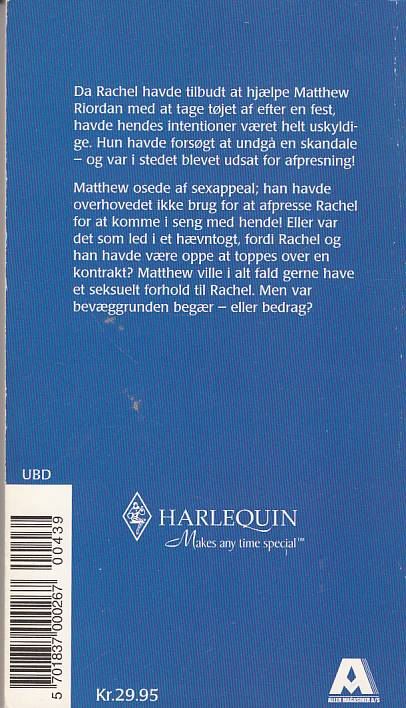 Da Rachel havde tilbudt at hjælpe Matthew
Riordan med at tage tøjet af efter en fest,
havde hendes intentioner været helt uskyldi-
ge. Hun havde forsøgt at undgå en skandale
– og var i stedet blevet udsat for afpresning!
Matthew osede af sexappeal; han havde
overhovedet ikke brug for at afpresse Rachel
for at komme i seng med hende! Eller var
det som led i et hævntogt, fordi Rachel og
han havde være oppe at toppes over en
kontrakt? Matthew ville i alt fald gerne have
et seksuelt forhold til Rachel. Men var
bevæggrunden begær – eller bedrag?
UBD
00439
5 701837 000267
HARLEQUIN
Makes any time special™
Kr.29.95
A
ALLER MAGASINER A/S